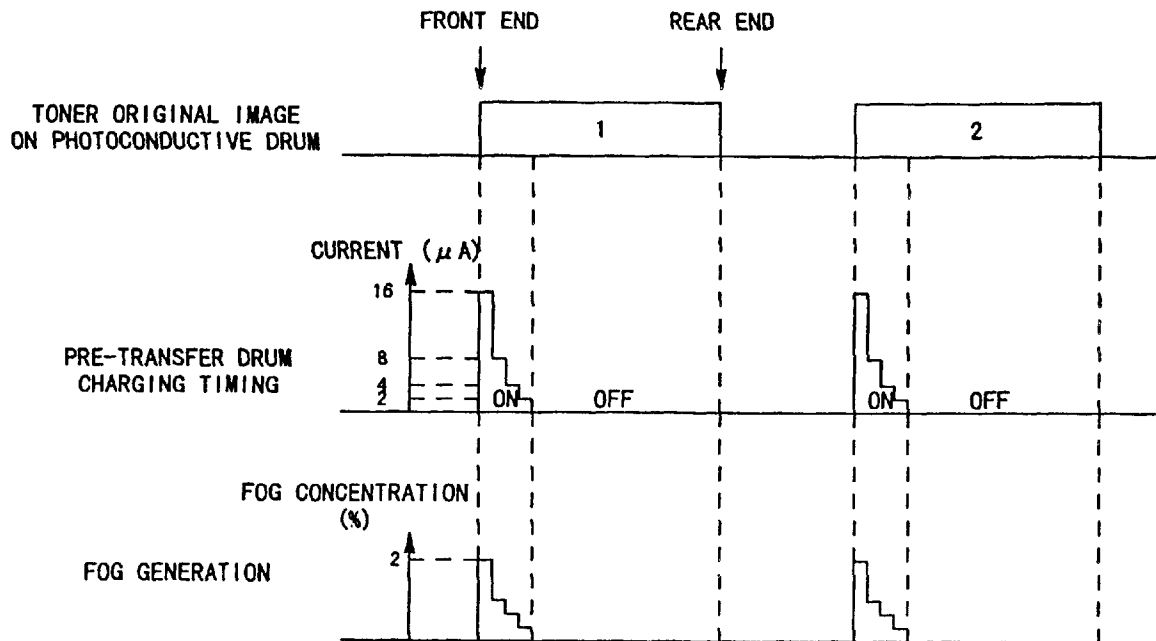 FRONT END
REAR END
TONER ORIGINAL IMAGE
ON PHOTOCONDUCTIVE DRUM
1
2
CURRENT (μA)
16
8
4
2
PRE-TRANSFER DRUM
CHARGING TIMING
ON
OFF
ON
OFF
FOG CONCENTRATION
(%)
2
FOG GENERATION